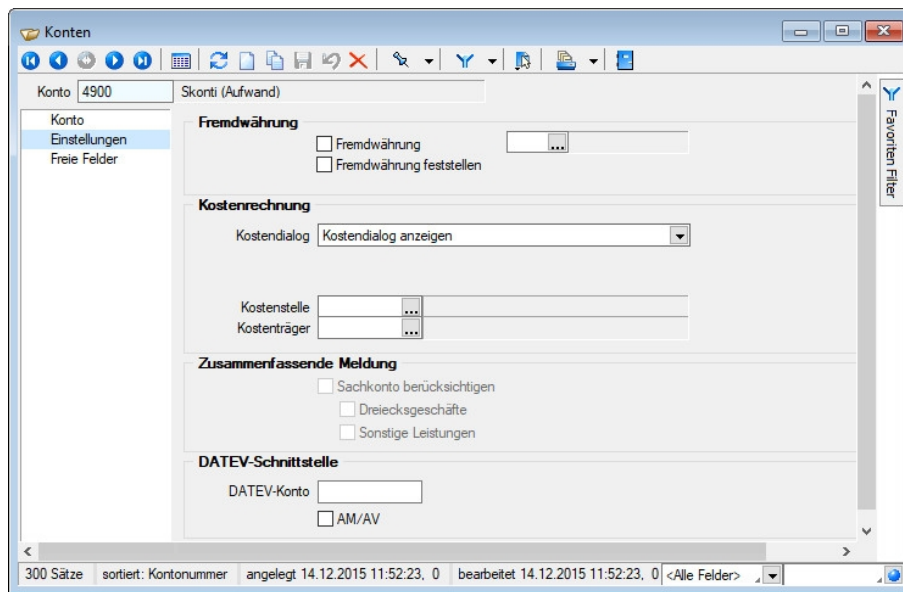 Konten
Konto 4900 Skonti (Aufwand)
Konto
Einstellungen
Freie Felder
Fremdwährung
Fremdwährung ...
Fremdwährung feststellen
Kostenrechnung
Kostendialog Kostendialog anzeigen
Kostenstelle ...
Kostenträger ...
Zusammenfassende Meldung
Sachkonto berücksichtigen
Dreiecksgeschäfte
Sonstige Leistungen
DATEV-Schnittstelle
DATEV-Konto
AM/AV
Favoriten Filter
300 Sätze sortiert: Kontonummer angelegt 14.12.2015 11:52:23, 0 bearbeitet 14.12.2015 11:52:23, 0 <Alle Felder>